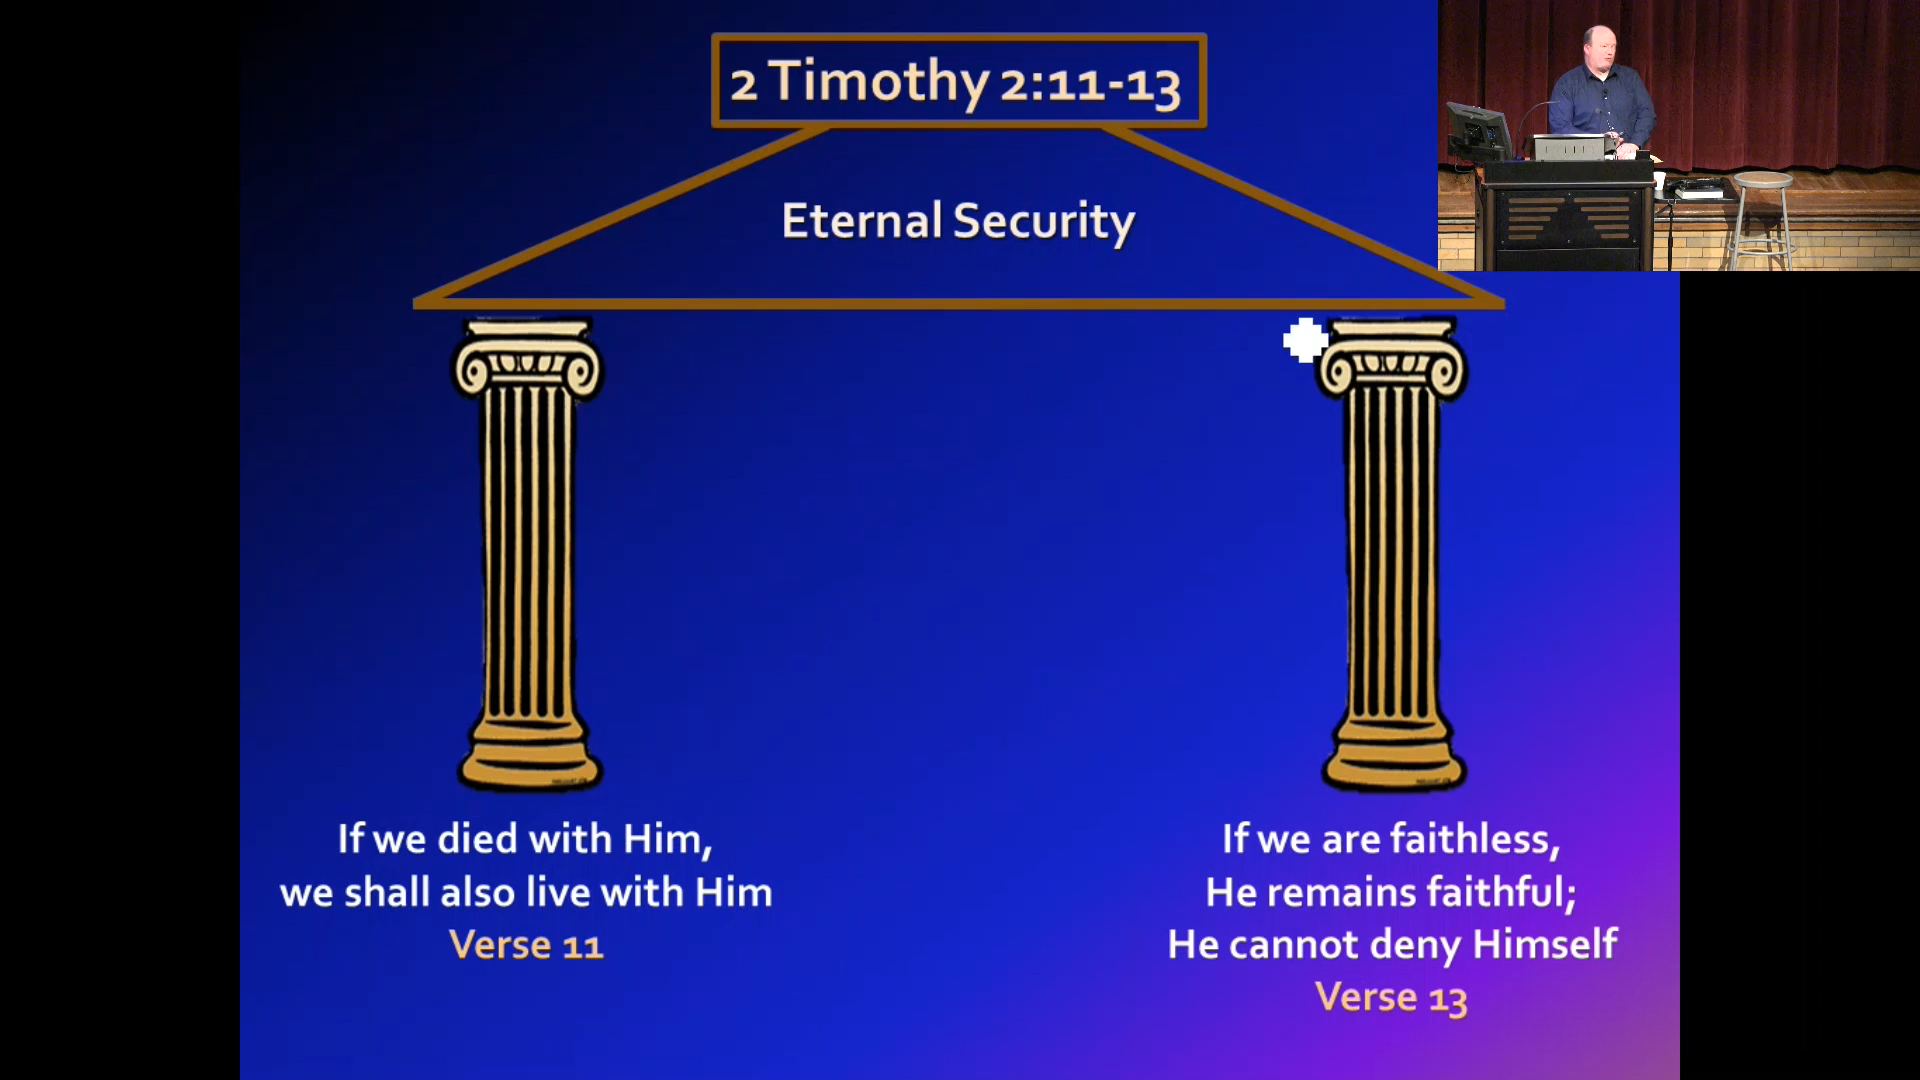 2 Timothy 2:11-13
Eternal Security
If we died with Him,
we shall also live with Him
Verse 11
If we are faithless,
He remains faithful;
He cannot deny Himself
Verse 13